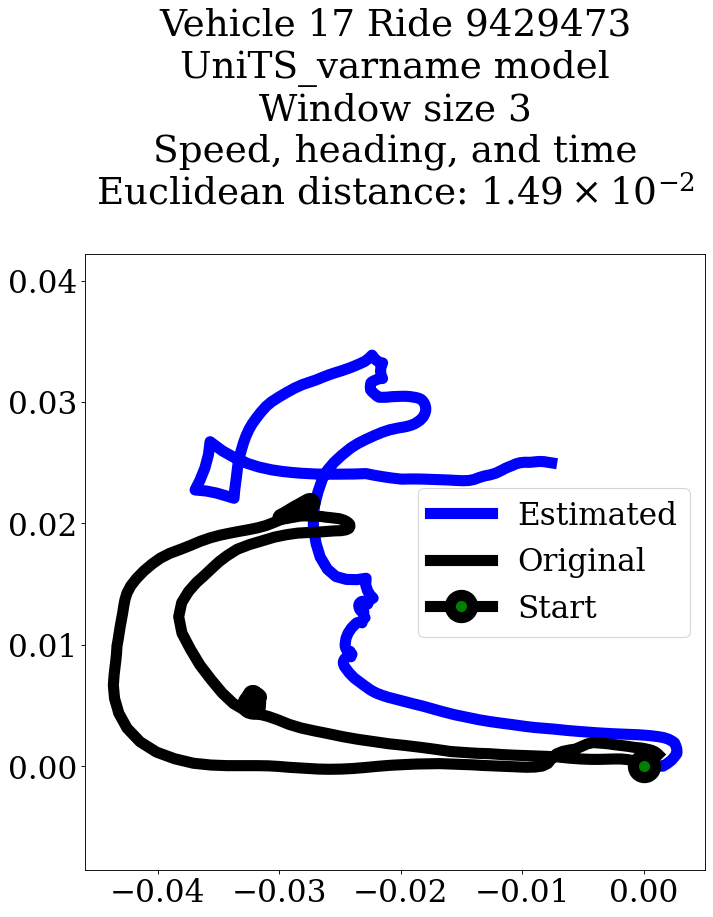 Vehicle 17 Ride 9429473
UniTS_varname model
Window size 3
Speed, heading, and time
Euclidean distance: 1.49 × 10⁻²
0.04
0.03
0.02
0.01
0.00
Estimated
Original
Start
−0.04 −0.03 −0.02 −0.01 0.00